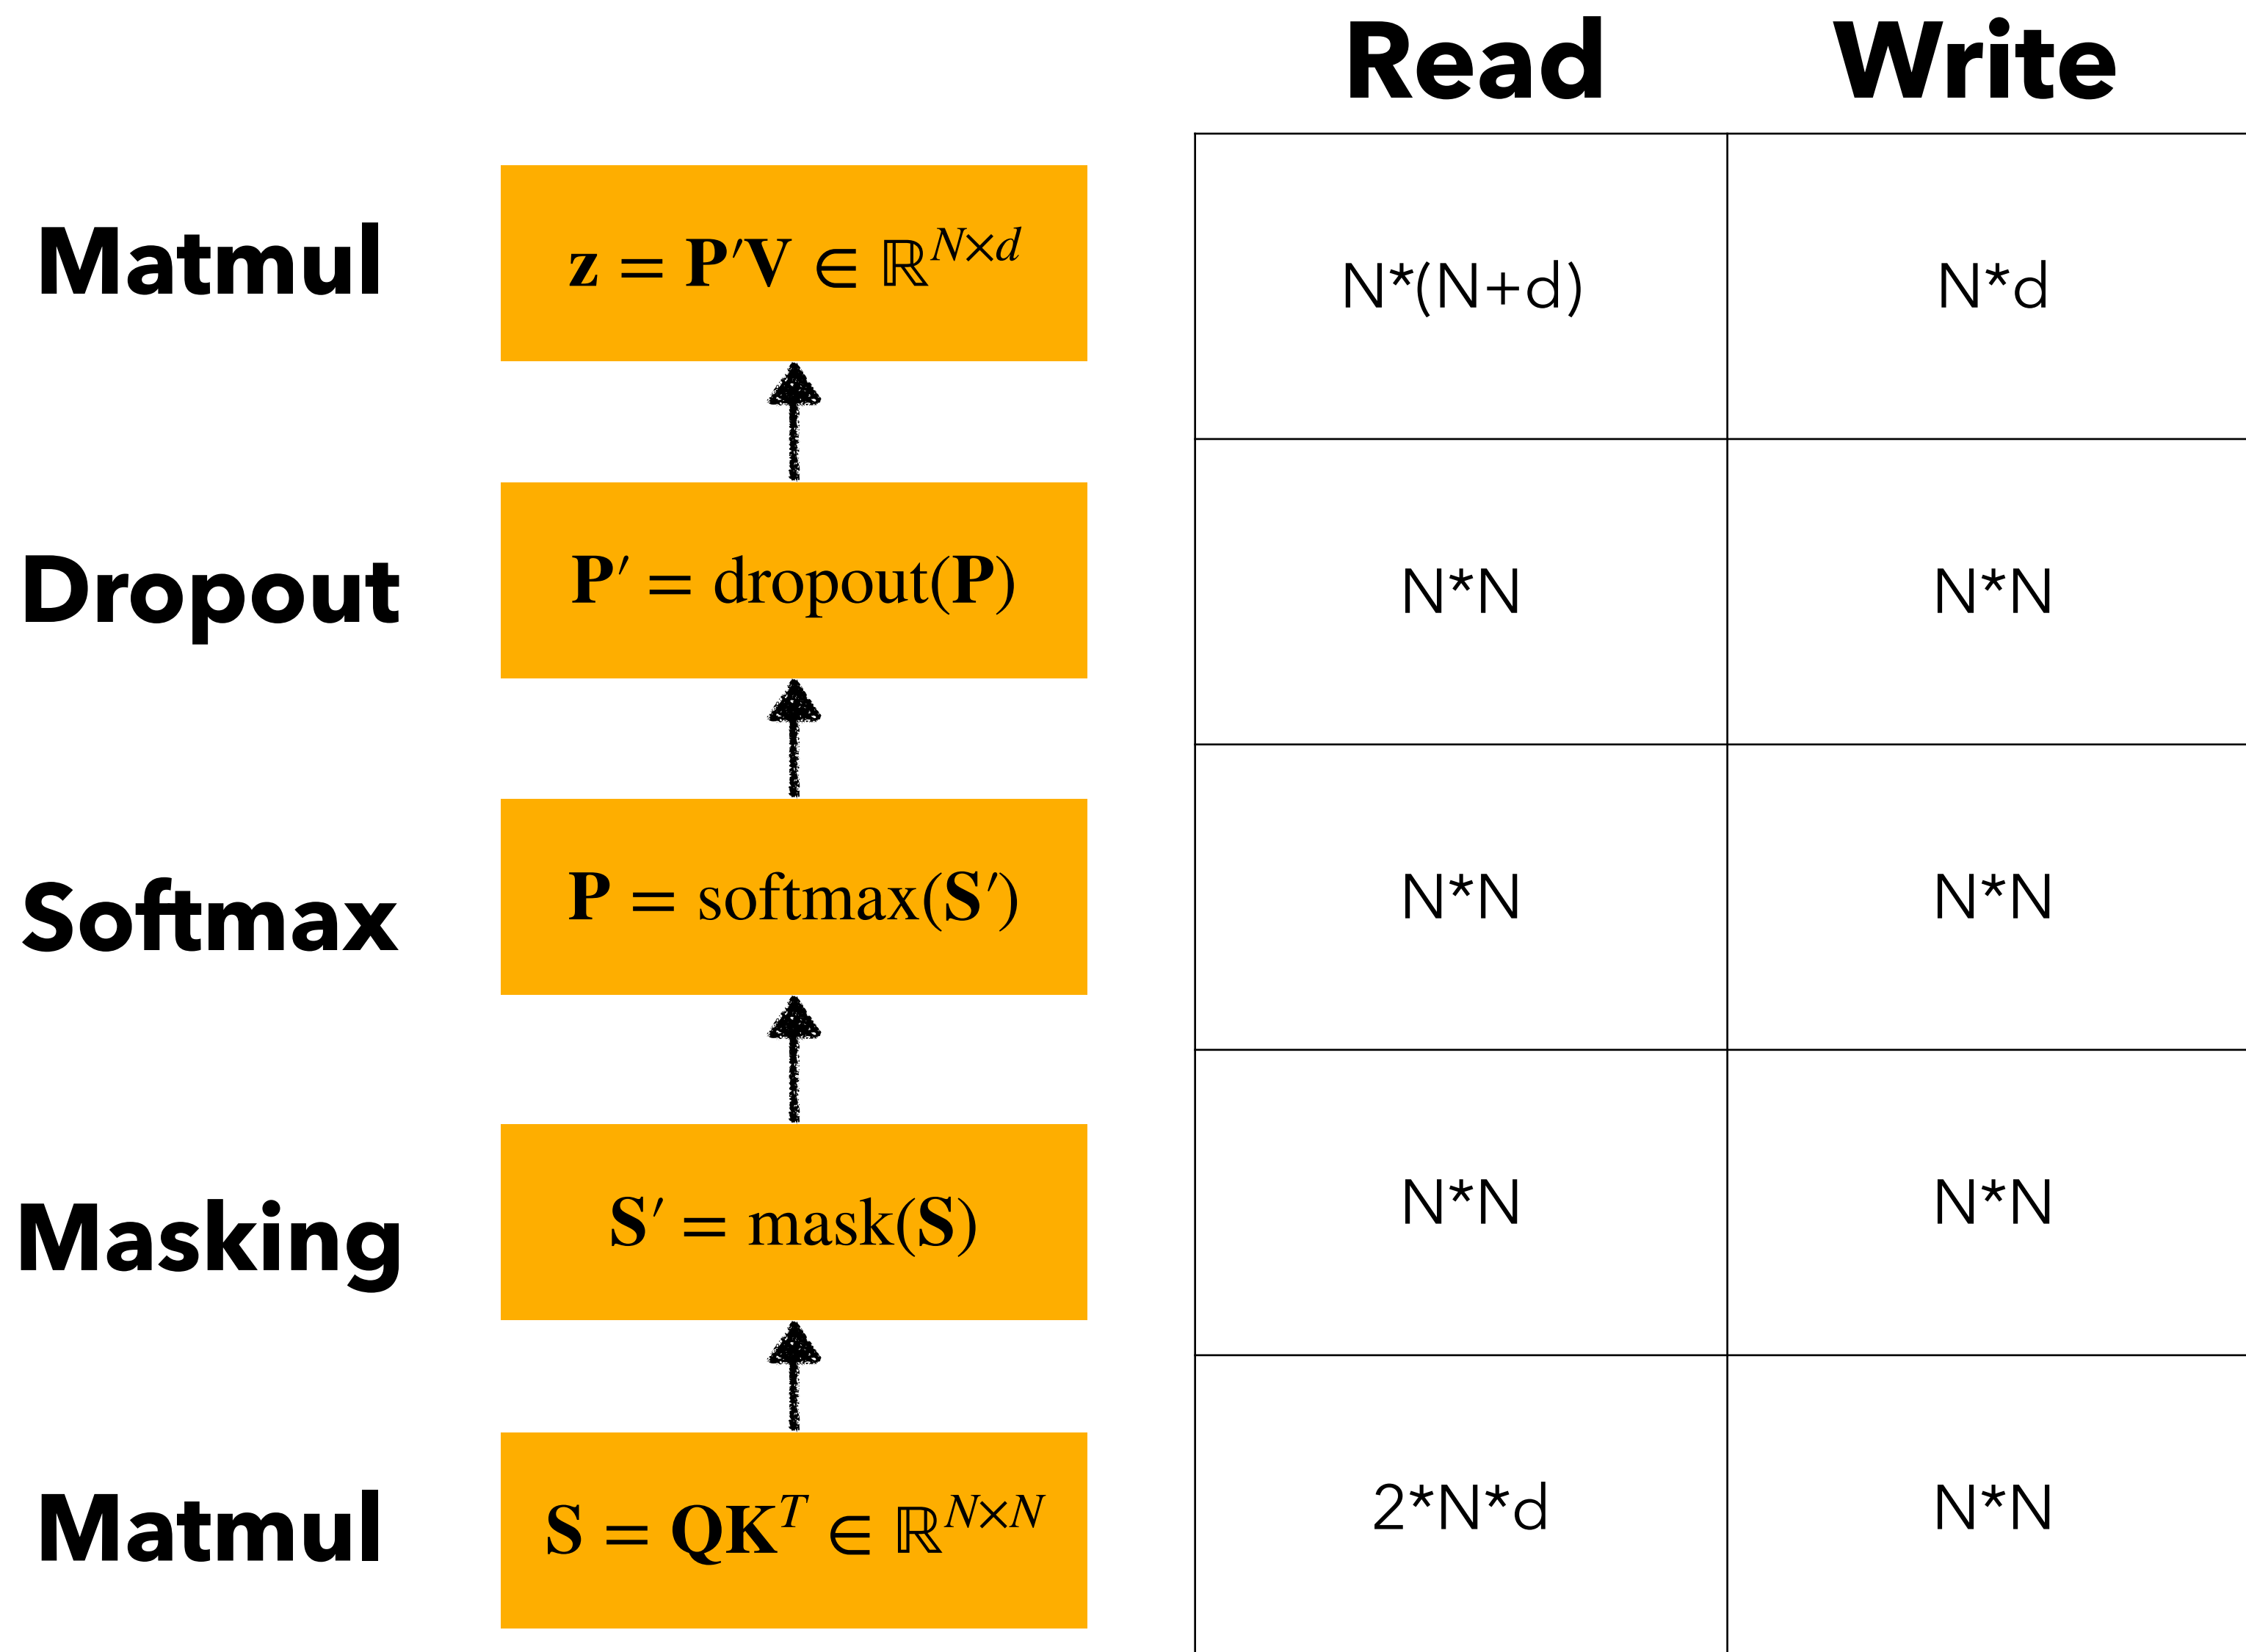 Read Write
Matmul z = P′V ∈ ℝ^{N×d} N*(N+d) N*d
Dropout P′ = dropout(P) N*N N*N
Softmax P = softmax(S′) N*N N*N
Masking S′ = mask(S) N*N N*N
Matmul S = QK^T ∈ ℝ^{N×N} 2*N*d N*N